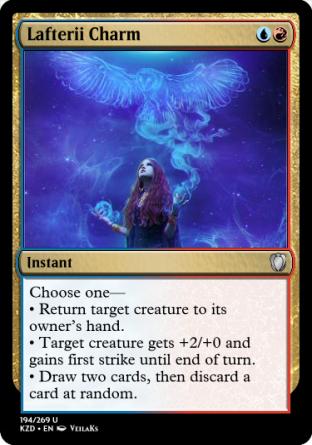 Lafterii Charm
Instant
Choose one—
• Return target creature to its
owner's hand.
• Target creature gets +2/+0 and
gains first strike until end of turn.
• Draw two cards, then discard a
card at random.
194/269 U
KZD • EN VeilaKs